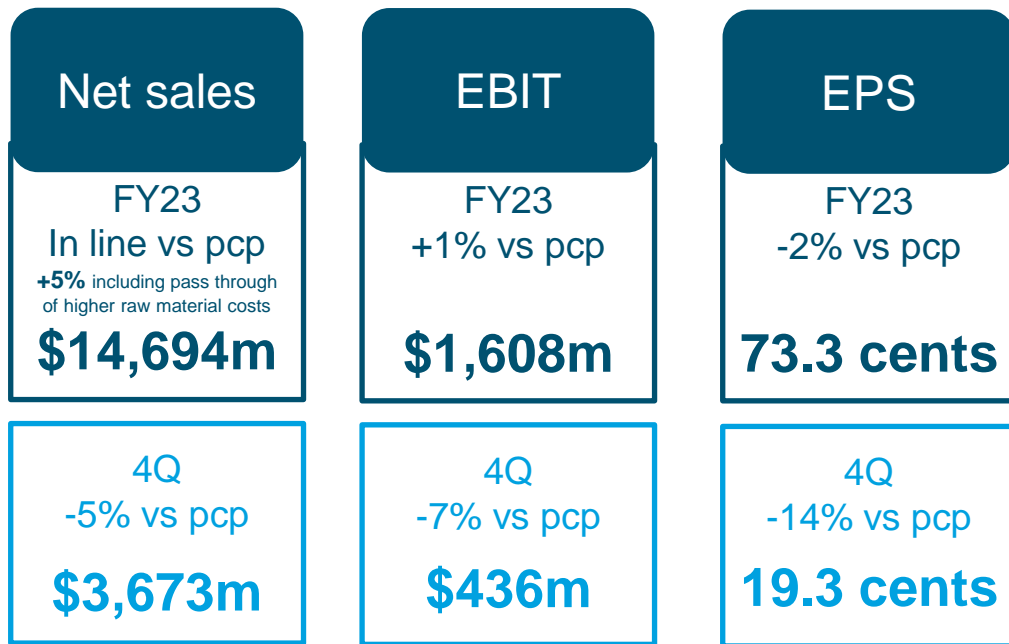 Net sales
FY23
In line vs pcp
+5% including pass through
of higher raw material costs
$14,694m
4Q
-5% vs pcp
$3,673m
EBIT
FY23
+1% vs pcp
$1,608m
4Q
-7% vs pcp
$436m
EPS
FY23
-2% vs pcp
73.3 cents
4Q
-14% vs pcp
19.3 cents